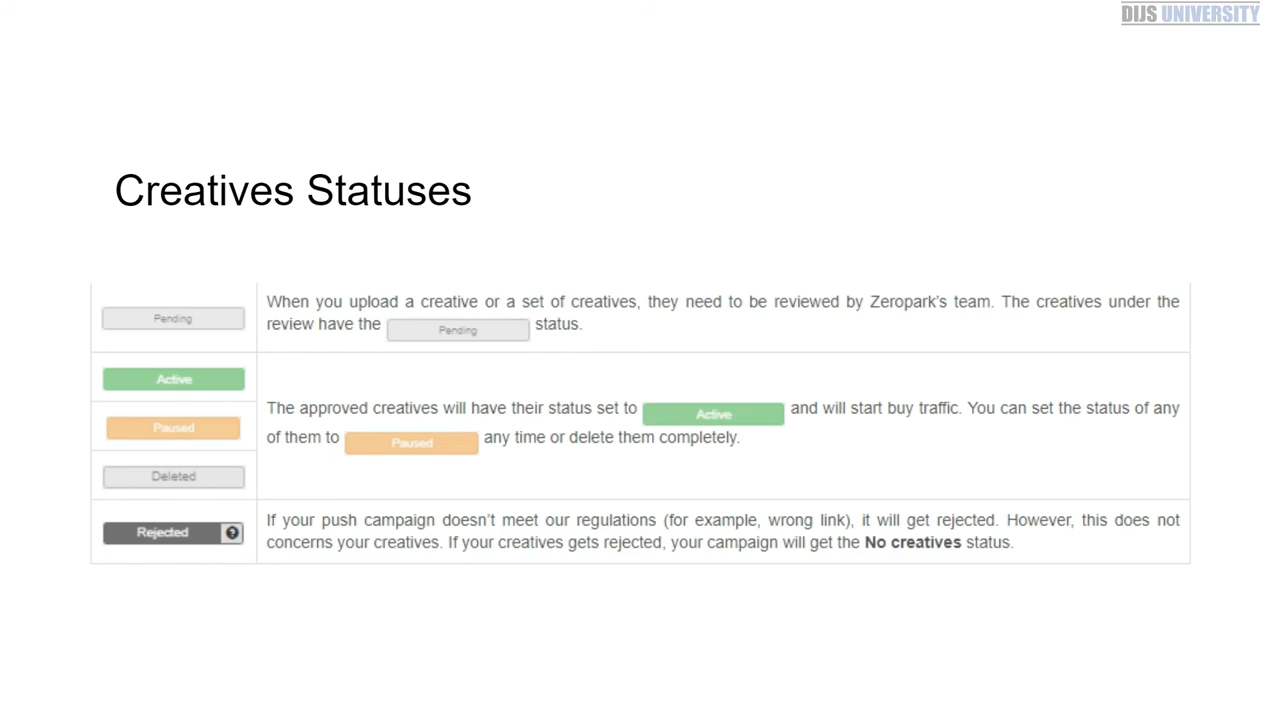 DIJS UNIVERSITY
Creatives Statuses
Pending
When you upload a creative or a set of creatives, they need to be reviewed by Zeropark's team. The creatives under the
review have the Pending status.
Active
Paused
Deleted
The approved creatives will have their status set to Active and will start buy traffic. You can set the status of any
of them to Paused any time or delete them completely.
Rejected ?
If your push campaign doesn't meet our regulations (for example, wrong link), it will get rejected. However, this does not
concerns your creatives. If your creatives gets rejected, your campaign will get the No creatives status.